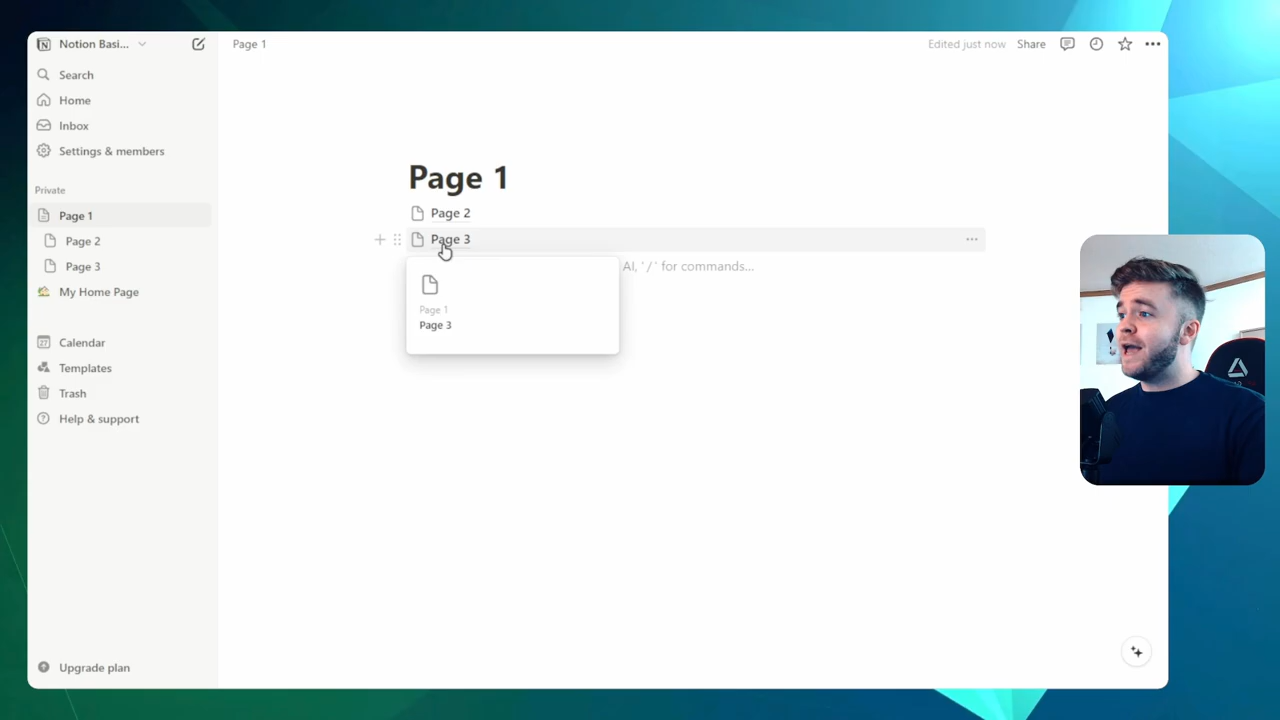 Notion Basi...
Page 1
Edited just now
Share
Search
Home
Inbox
Settings & members
Private
Page 1
Page 2
Page 3
My Home Page
27
Calendar
Templates
Trash
Help & support
Upgrade plan
Page 1
Page 2
Page 3
AI, '/' for commands...
Page 1
Page 3